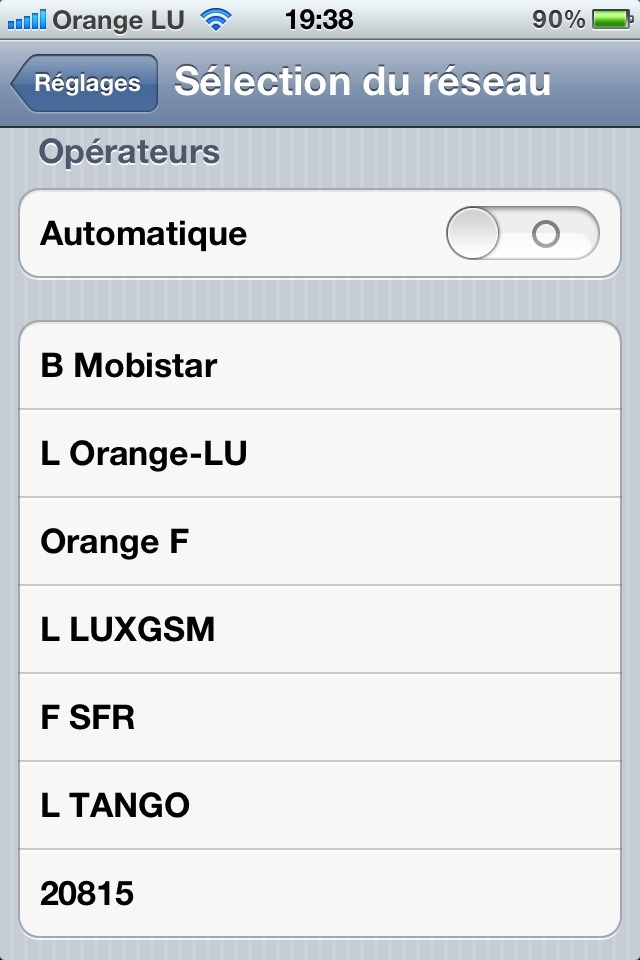 Orange LU 19:38 90%
Réglages Sélection du réseau
Opérateurs
Automatique
B Mobistar
L Orange-LU
Orange F
L LUXGSM
F SFR
L TANGO
20815